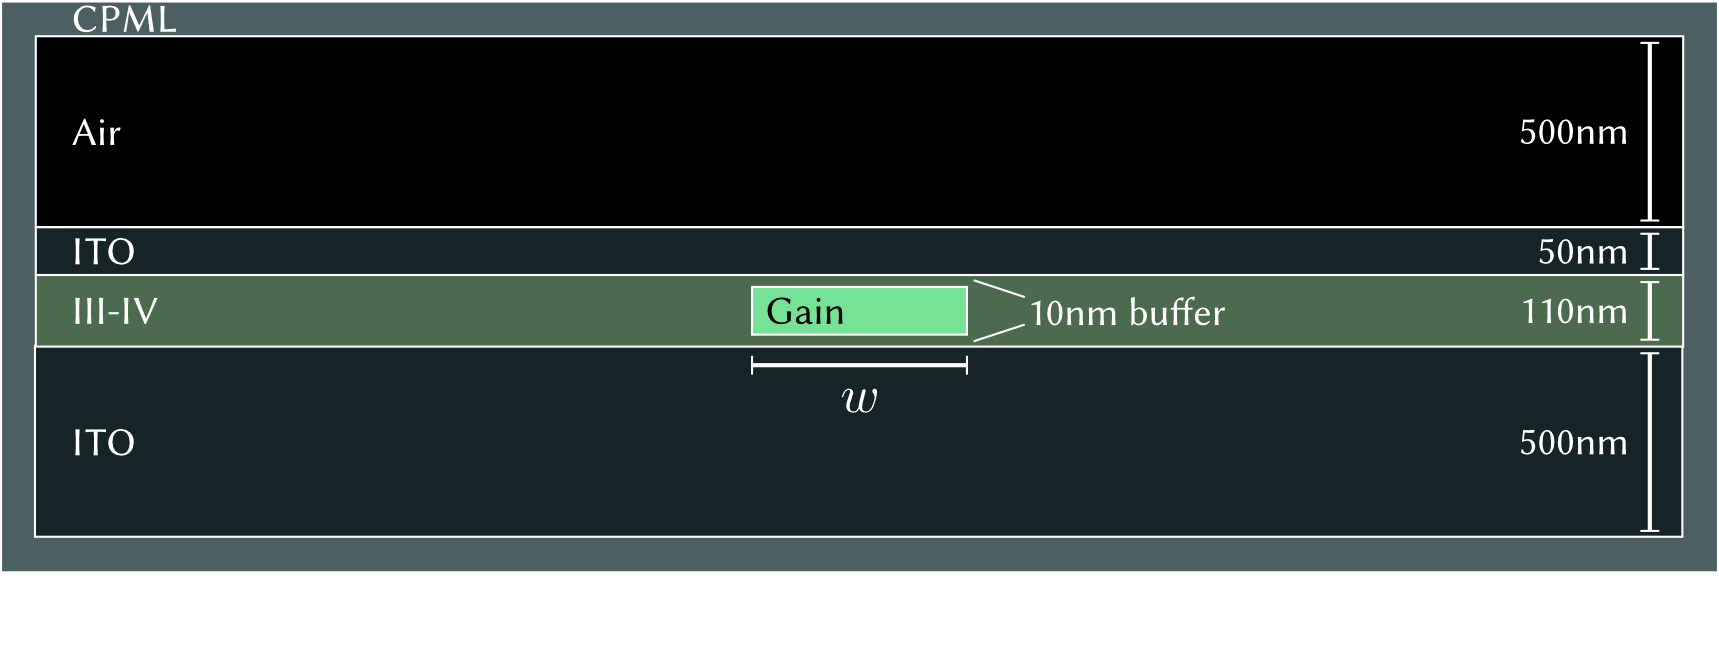 CPML
Air
500nm
ITO
50nm
III-IV
Gain
10nm buffer
110nm
w
ITO
500nm